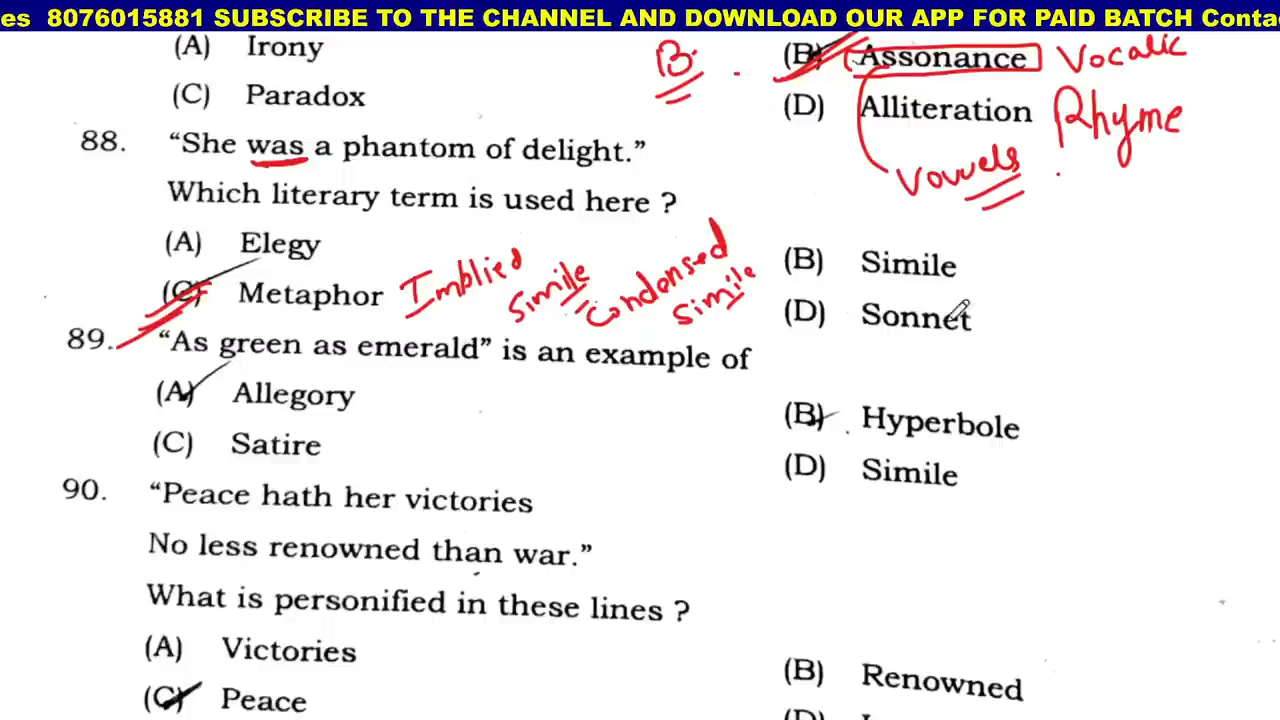 es 8076015881 SUBSCRIBE TO THE CHANNEL AND DOWNLOAD OUR APP FOR PAID BATCH Conta
(A) Irony
B.
(B) Assonance Vocalic
(C) Paradox
(D) Alliteration Rhyme
Vowels
88. “She was a phantom of delight.”
Which literary term is used here ?
(A) Elegy
(B) Simile
(C) Metaphor Implied Simile Condensed Simile
(D) Sonnet
89. “As green as emerald” is an example of
(A) Allegory
(B) Hyperbole
(C) Satire
(D) Simile
90. “Peace hath her victories
No less renowned than war.”
What is personified in these lines ?
(A) Victories
(B) Renowned
(C) Peace